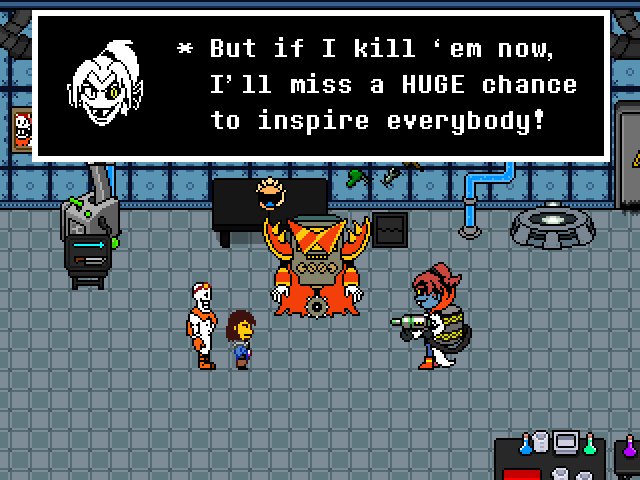 * But if I kill ‘em now,
I'll miss a HUGE chance
to inspire everybody!